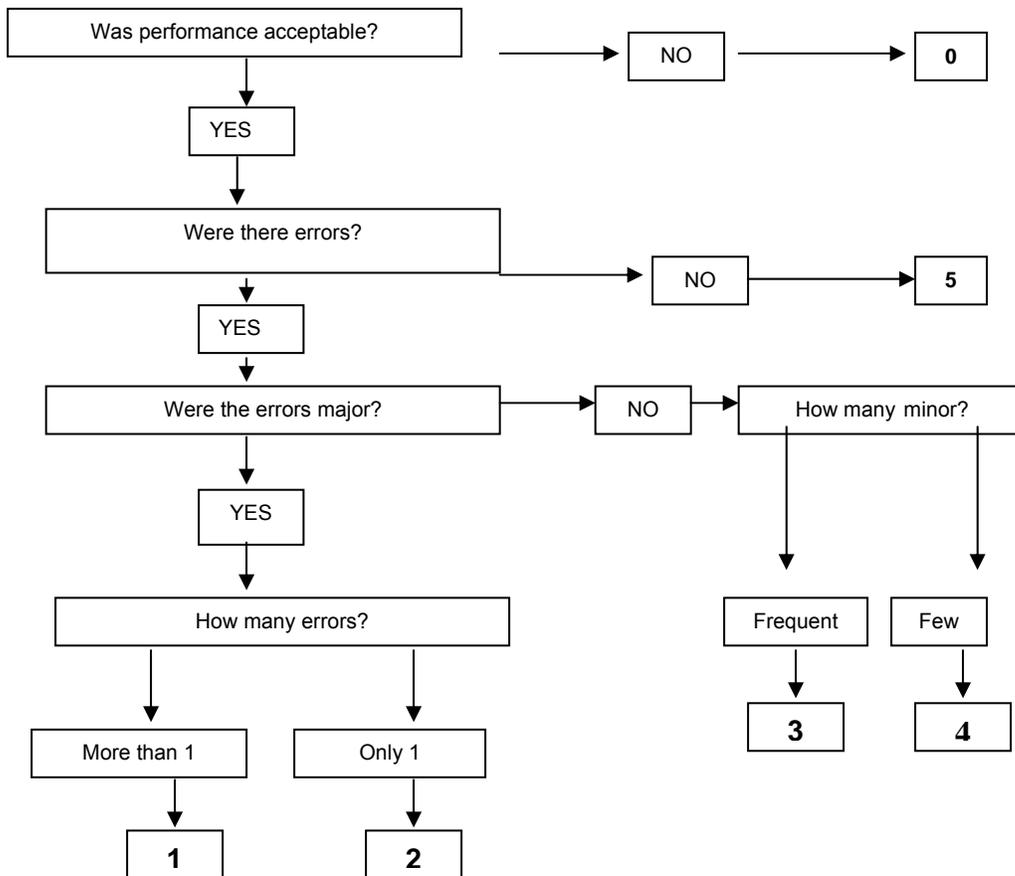 Was performance acceptable?
NO
0
YES
Were there errors?
NO
5
YES
Were the errors major?
NO
How many minor?
YES
How many errors?
Frequent
Few
3
4
More than 1
Only 1
1
2